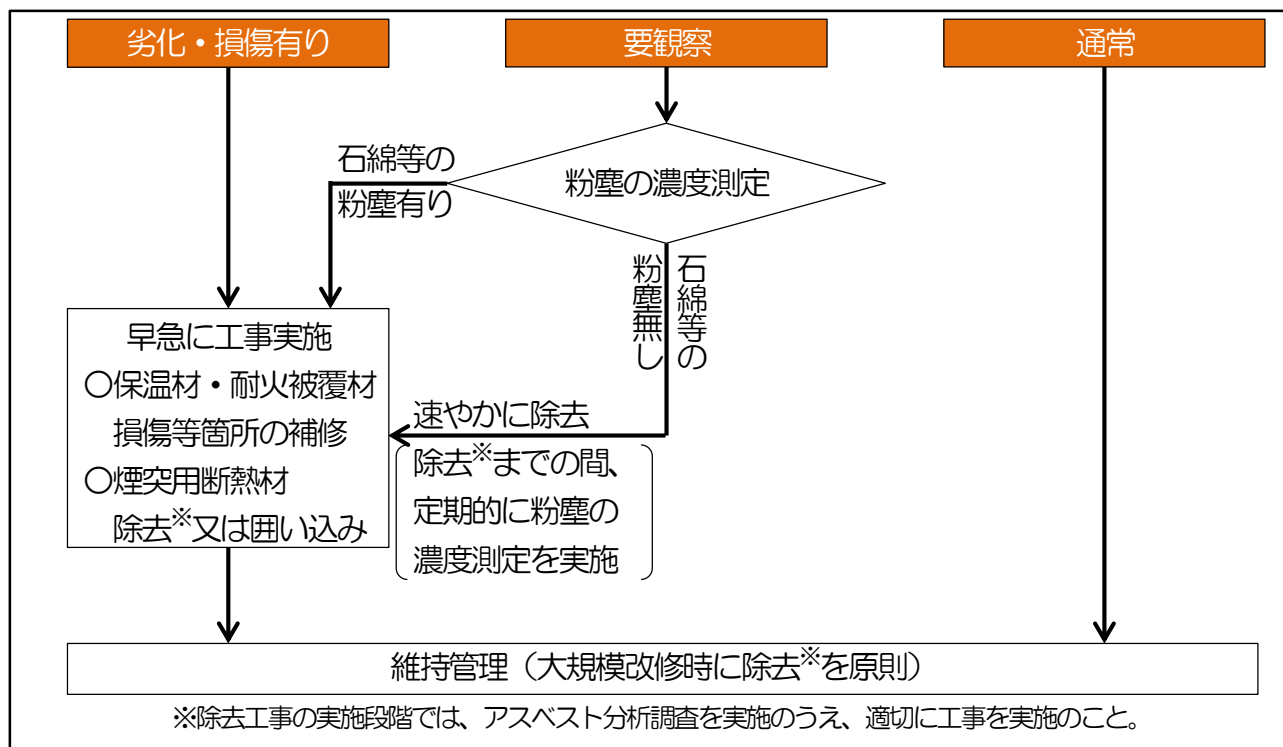 劣化・損傷有り
要観察
通常
粉塵の濃度測定
石綿等の
粉塵有り
石綿等の
粉塵無し
早急に工事実施
〇保温材・耐火被覆材
損傷等箇所の補修
〇煙突用断熱材
除去※又は囲い込み
速やかに除去
除去※までの間、
定期的に粉塵の
濃度測定を実施
維持管理（大規模改修時に除去※を原則）
※除去工事の実施段階では、アスベスト分析調査を実施のうえ、適切に工事を実施のこと。